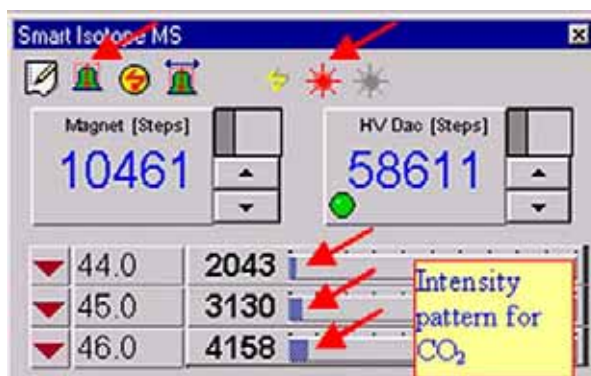 Smart Isotope MS
Magnet [Steps]
10461
HV Dac [Steps]
58611
44.0 2043
45.0 3130
46.0 4158
Intensity
pattern for
CO₂